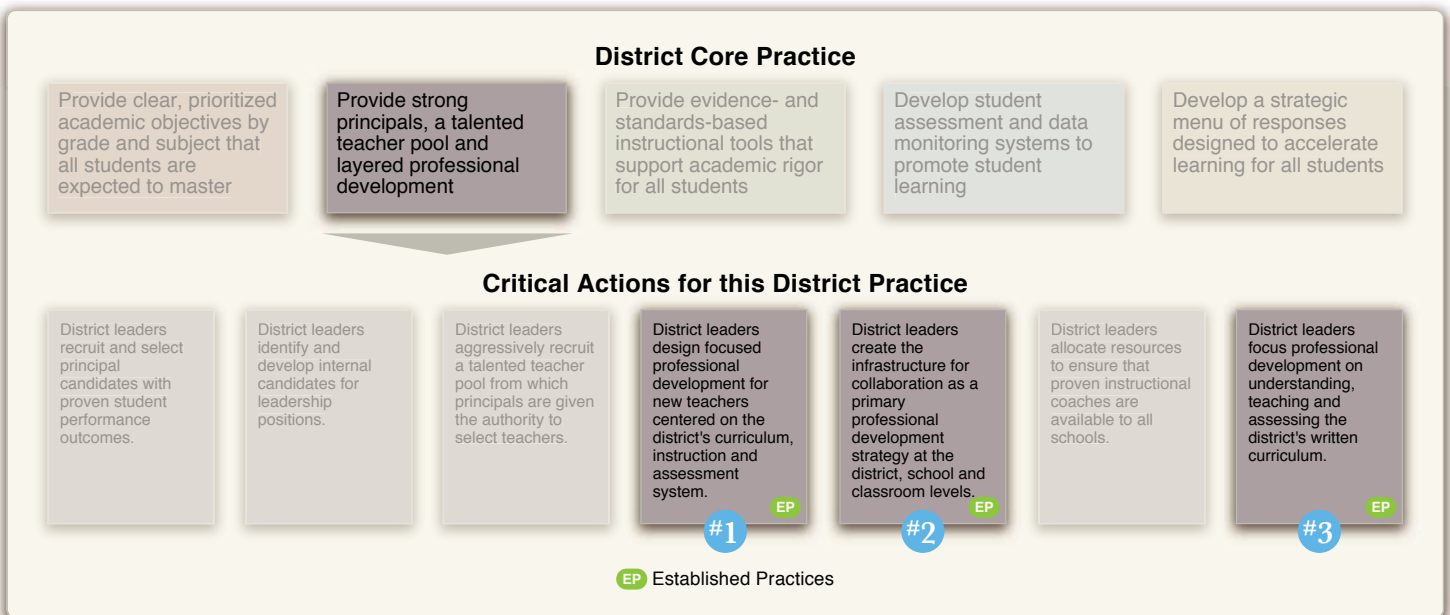 District Core Practice
Provide clear, prioritized
academic objectives by
grade and subject that
all students are
expected to master
Provide strong
principals, a talented
teacher pool and
layered professional
development
Provide evidence- and
standards-based
instructional tools that
support academic rigor
for all students
Develop student
assessment and data
monitoring systems to
promote student
learning
Develop a strategic
menu of responses
designed to accelerate
learning for all students
Critical Actions for this District Practice
District leaders
recruit and select
principal
candidates with
proven student
performance
outcomes.
District leaders
identify and
develop internal
candidates for
leadership
positions.
District leaders
aggressively recruit
a talented teacher
pool from which
principals are given
the authority to
select teachers.
District leaders
design focused
professional
development for
new teachers
centered on the
district's curriculum,
instruction and
assessment
system.
EP
#1
District leaders
create the
infrastructure for
collaboration as a
primary
professional
development
strategy at the
district, school and
classroom levels.
EP
#2
District leaders
allocate resources
to ensure that
proven instructional
coaches are
available to all
schools.
District leaders
focus professional
development on
understanding,
teaching and
assessing the
district's written
curriculum.
EP
#3
EP Established Practices